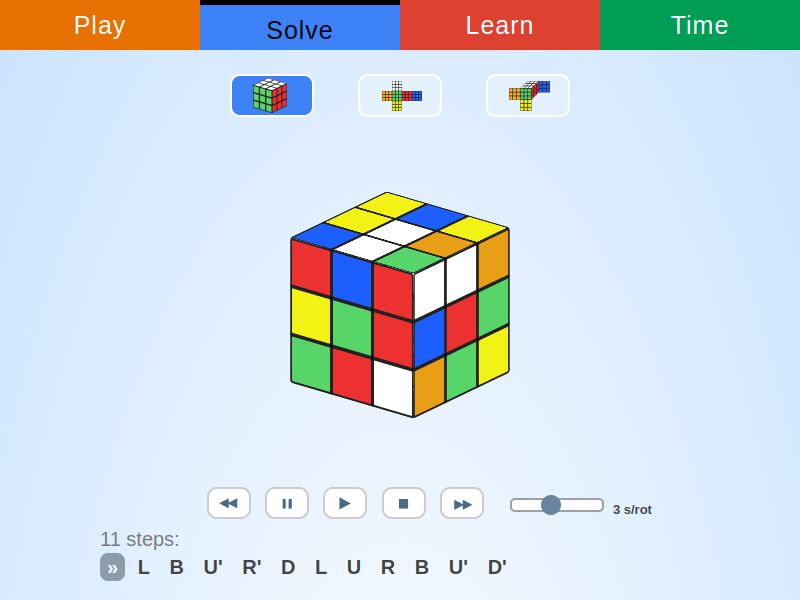 Play Solve Learn Time
3 s/rot
11 steps:
» L B U' R' D L U R B U' D'